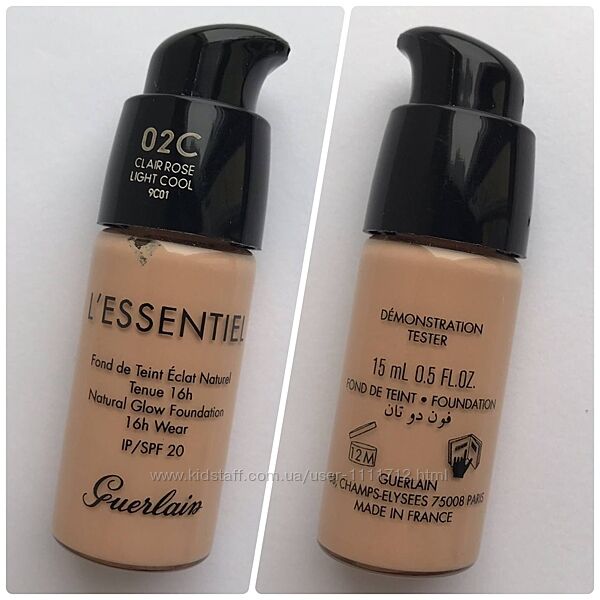 02C
CLAIR ROSE
LIGHT COOL
9C01
L'ESSENTIEL
Fond de Teint Éclat Naturel
Tenue 16h
Natural Glow Foundation
16h Wear
IP/SPF 20
Guerlain
DÉMONSTRATION
TESTER
15 mL 0.5 FL.OZ.
FOND DE TEINT • FOUNDATION
فون دو تان
12M
GUERLAIN
CHAMPS-ELYSEES 75008 PARIS
MADE IN FRANCE
www.kidstaff.com.ua/user-1111712.html